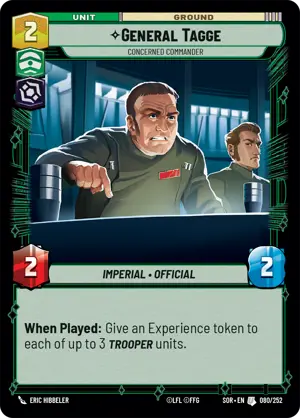 UNIT GROUND
2
✧GENERAL TAGGE
CONCERNED COMMANDER
2 2
IMPERIAL • OFFICIAL
When Played: Give an Experience token to
each of up to 3 TROOPER units.
ERIC HIBBELER ©LFL ©FFG SOR • EN U 080/252